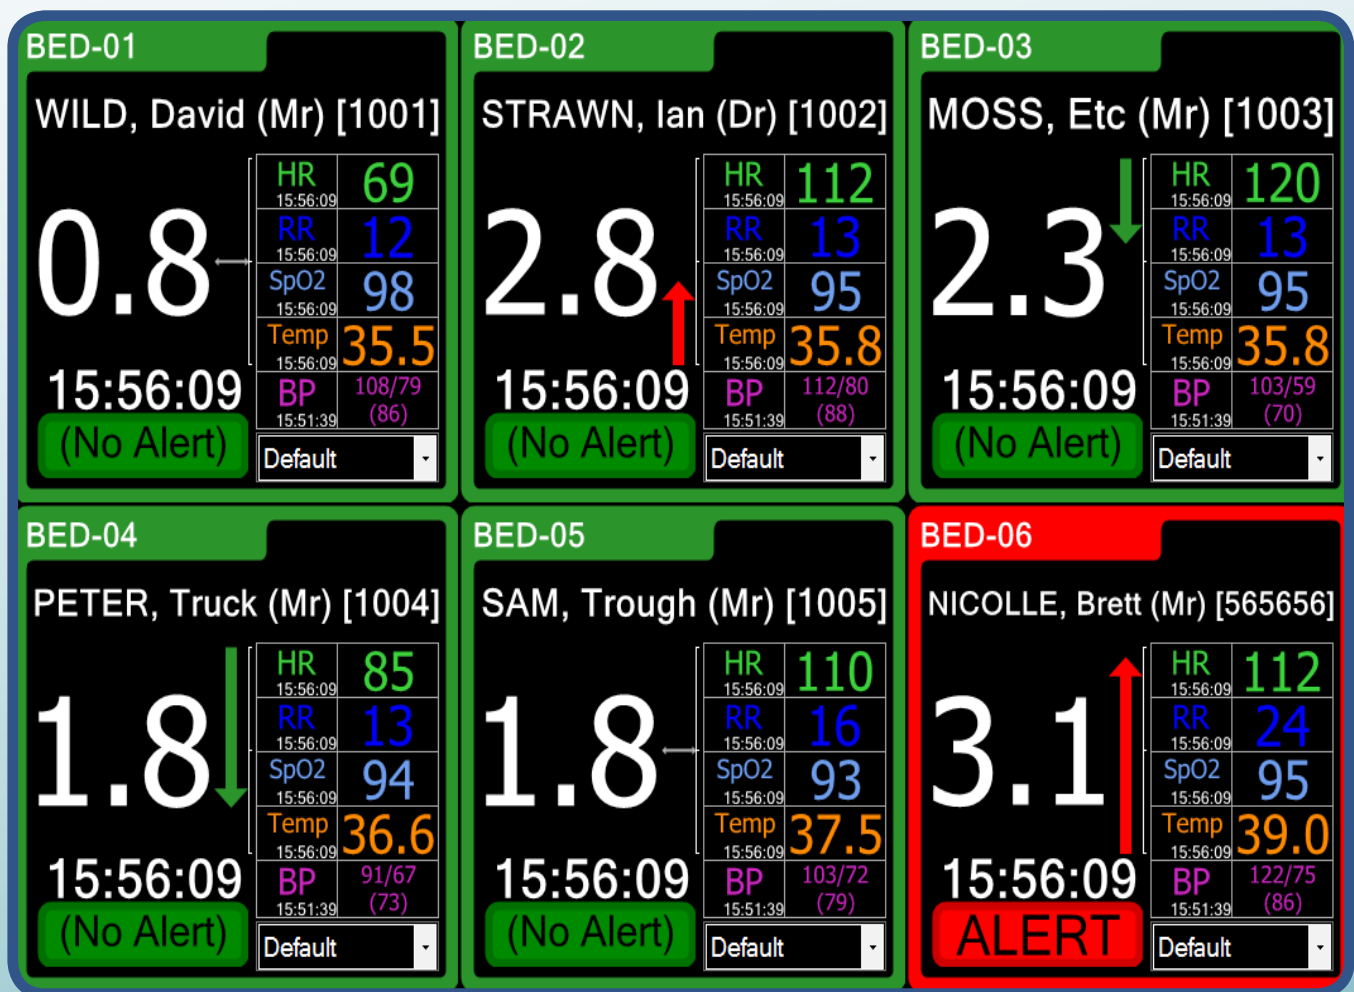 BED-01
WILD, David (Mr) [1001]
0.8
HR 69
15:56:09
RR 12
15:56:09
SpO2 98
15:56:09
Temp 35.5
15:56:09
BP 108/79
15:51:39 (86)
15:56:09
(No Alert)
Default
BED-02
STRAWN, Ian (Dr) [1002]
2.8
HR 112
15:56:09
RR 13
15:56:09
SpO2 95
15:56:09
Temp 35.8
15:56:09
BP 112/80
15:51:39 (88)
15:56:09
(No Alert)
Default
BED-03
MOSS, Etc (Mr) [1003]
2.3
HR 120
15:56:09
RR 13
15:56:09
SpO2 95
15:56:09
Temp 35.8
15:56:09
BP 103/59
15:51:39 (70)
15:56:09
(No Alert)
Default
BED-04
PETER, Truck (Mr) [1004]
1.8
HR 85
15:56:09
RR 13
15:56:09
SpO2 94
15:56:09
Temp 36.6
15:56:09
BP 91/67
15:51:39 (73)
15:56:09
(No Alert)
Default
BED-05
SAM, Trough (Mr) [1005]
1.8
HR 110
15:56:09
RR 16
15:56:09
SpO2 93
15:56:09
Temp 37.5
15:56:09
BP 103/72
15:51:39 (79)
15:56:09
(No Alert)
Default
BED-06
NICOLLE, Brett (Mr) [565656]
3.1
HR 112
15:56:09
RR 24
15:56:09
SpO2 95
15:56:09
Temp 39.0
15:56:09
BP 122/75
15:51:39 (86)
15:56:09
ALERT
Default